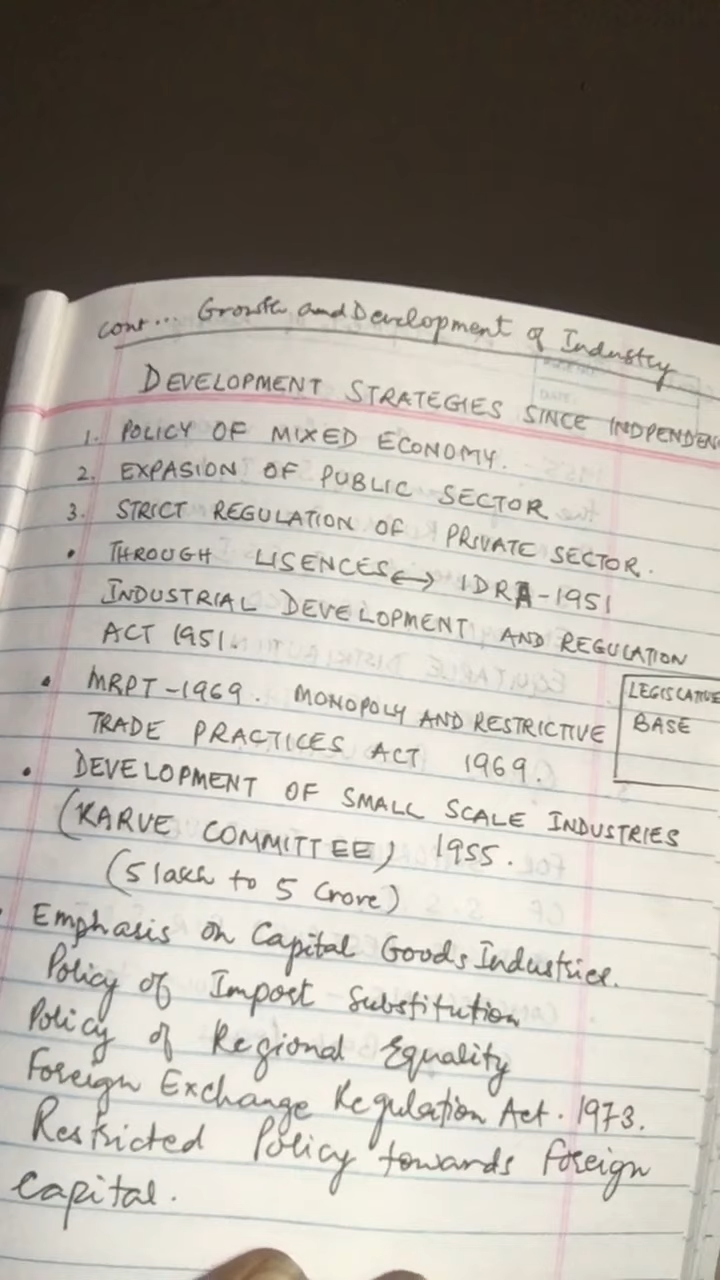 cont... Growth and Development of Industry
DEVELOPMENT STRATEGIES SINCE INDPENDENC
1. POLICY OF MIXED ECONOMY.
2. EXPASION OF PUBLIC SECTOR
3. STRICT REGULATION OF PRIVATE SECTOR.
• THROUGH LISENCES ↔ IDRA-1951
INDUSTRIAL DEVELOPMENT AND REGULATION
ACT 1951.
• MRPT-1969. MONOPOLY AND RESTRICTIVE
TRADE PRACTICES ACT 1969.
LEGISLATIVE
BASE
• DEVELOPMENT OF SMALL SCALE INDUSTRIES
(KARVE COMMITTEE) 1955.
(5 lakh to 5 Crore)
• Emphasis on Capital Goods Industries.
Policy of Import Substitution
Policy of Regional Equality
Foreign Exchange Regulation Act. 1973.
Restricted Policy towards foreign
capital.